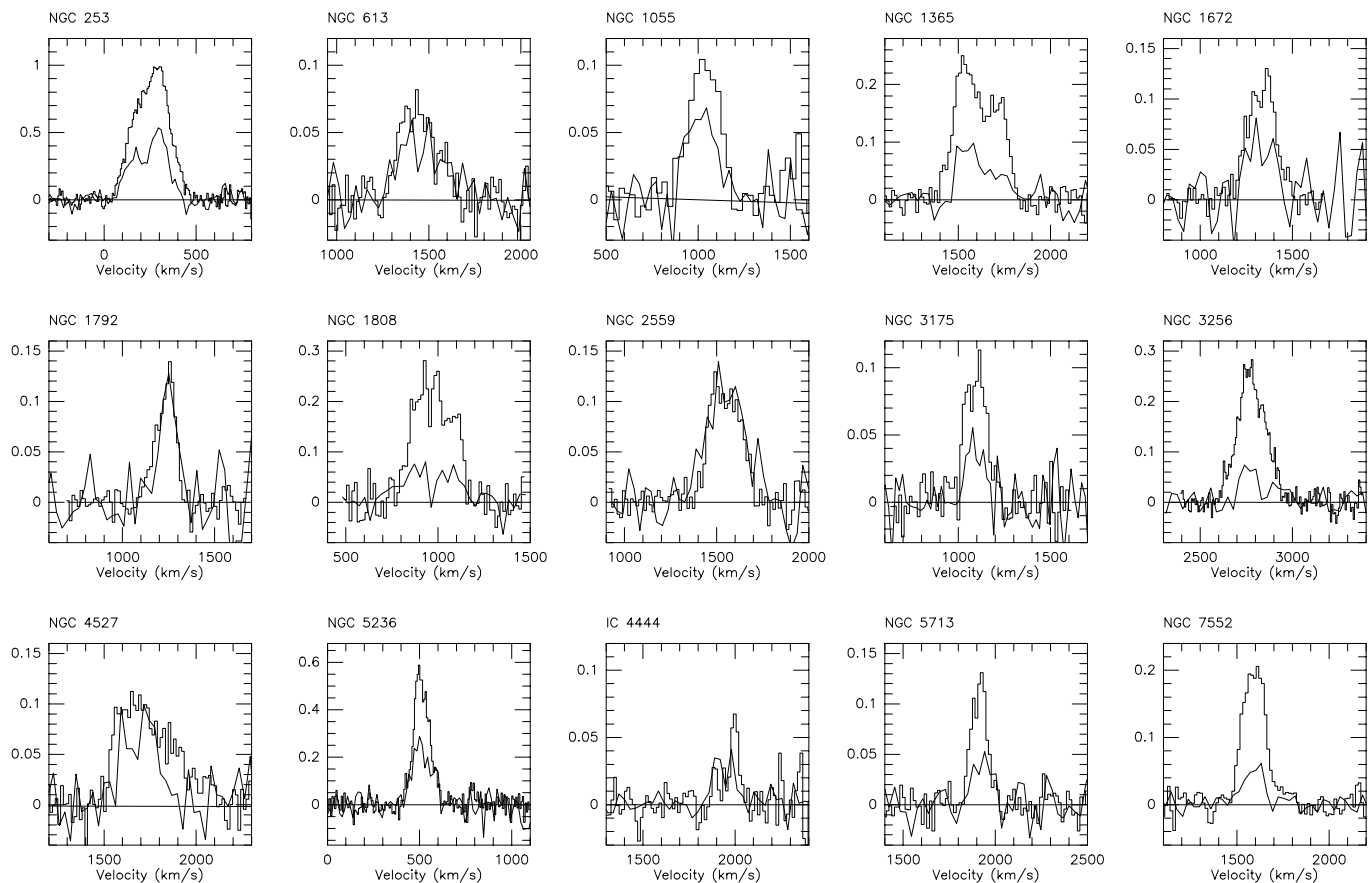 NGC 253
NGC 613
NGC 1055
NGC 1365
NGC 1672
1
0.5
0
0 500
Velocity (km/s)
0.1
0.05
0
1000 1500 2000
Velocity (km/s)
0.1
0.05
0
500 1000 1500
Velocity (km/s)
0.2
0.1
0
1500 2000
Velocity (km/s)
0.15
0.1
0.05
0
1000 1500
Velocity (km/s)
NGC 1792
NGC 1808
NGC 2559
NGC 3175
NGC 3256
0.15
0.1
0.05
0
1000 1500
Velocity (km/s)
0.3
0.2
0.1
0
500 1000 1500
Velocity (km/s)
0.15
0.1
0.05
0
1000 1500 2000
Velocity (km/s)
0.1
0.05
0
1000 1500
Velocity (km/s)
0.3
0.2
0.1
0
2500 3000
Velocity (km/s)
NGC 4527
NGC 5236
IC 4444
NGC 5713
NGC 7552
0.15
0.1
0.05
0
1500 2000
Velocity (km/s)
0.6
0.4
0.2
0
0 500 1000
Velocity (km/s)
0.1
0.05
0
1500 2000
Velocity (km/s)
0.15
0.1
0.05
0
1500 2000 2500
Velocity (km/s)
0.2
0.1
0
1500 2000
Velocity (km/s)